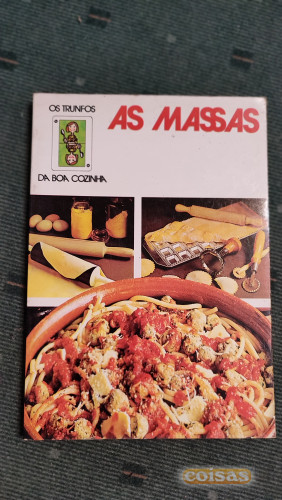 OS TRUNFOS
DA BOA COZINHA
AS MASSAS
coisas